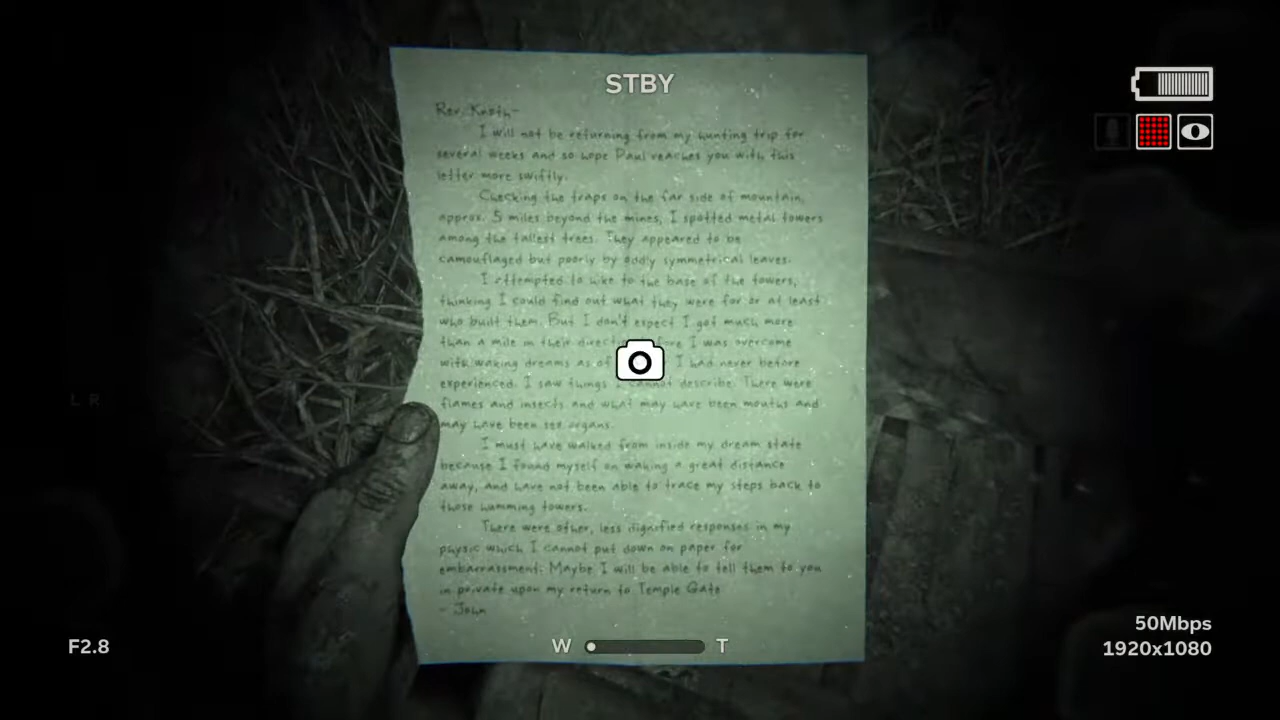 STBY
Rev. Knoth-
I will not be returning from my hunting trip for
several weeks and so hope Paul reaches you with this
letter more swiftly.
Checking the traps on the far side of mountain,
approx. 5 miles beyond the mines, I spotted metal towers
among the tallest trees. They appeared to be
camouflaged but poorly by oddly symmetrical leaves.
I attempted to hike to the base of the towers,
thinking I could find out what they were for or at least
who built them. But I don't expect I got much more
than a mile in their I was overcome
with waking dreams as of I had never before
experienced. I saw things I cannot describe. There were
flames and insects and what may have been mouths and
may have been sex organs.
I must have walked from inside my dream state
because I found myself on waking a great distance
away, and have not been able to trace my steps back to
those humming towers.
There were other, less dignified responses in my
physic which I cannot put down on paper for
embarrassment. Maybe I will be able to tell them to you
in private upon my return to Temple Gate
- John
L R
F2.8
W T
50Mbps
1920x1080